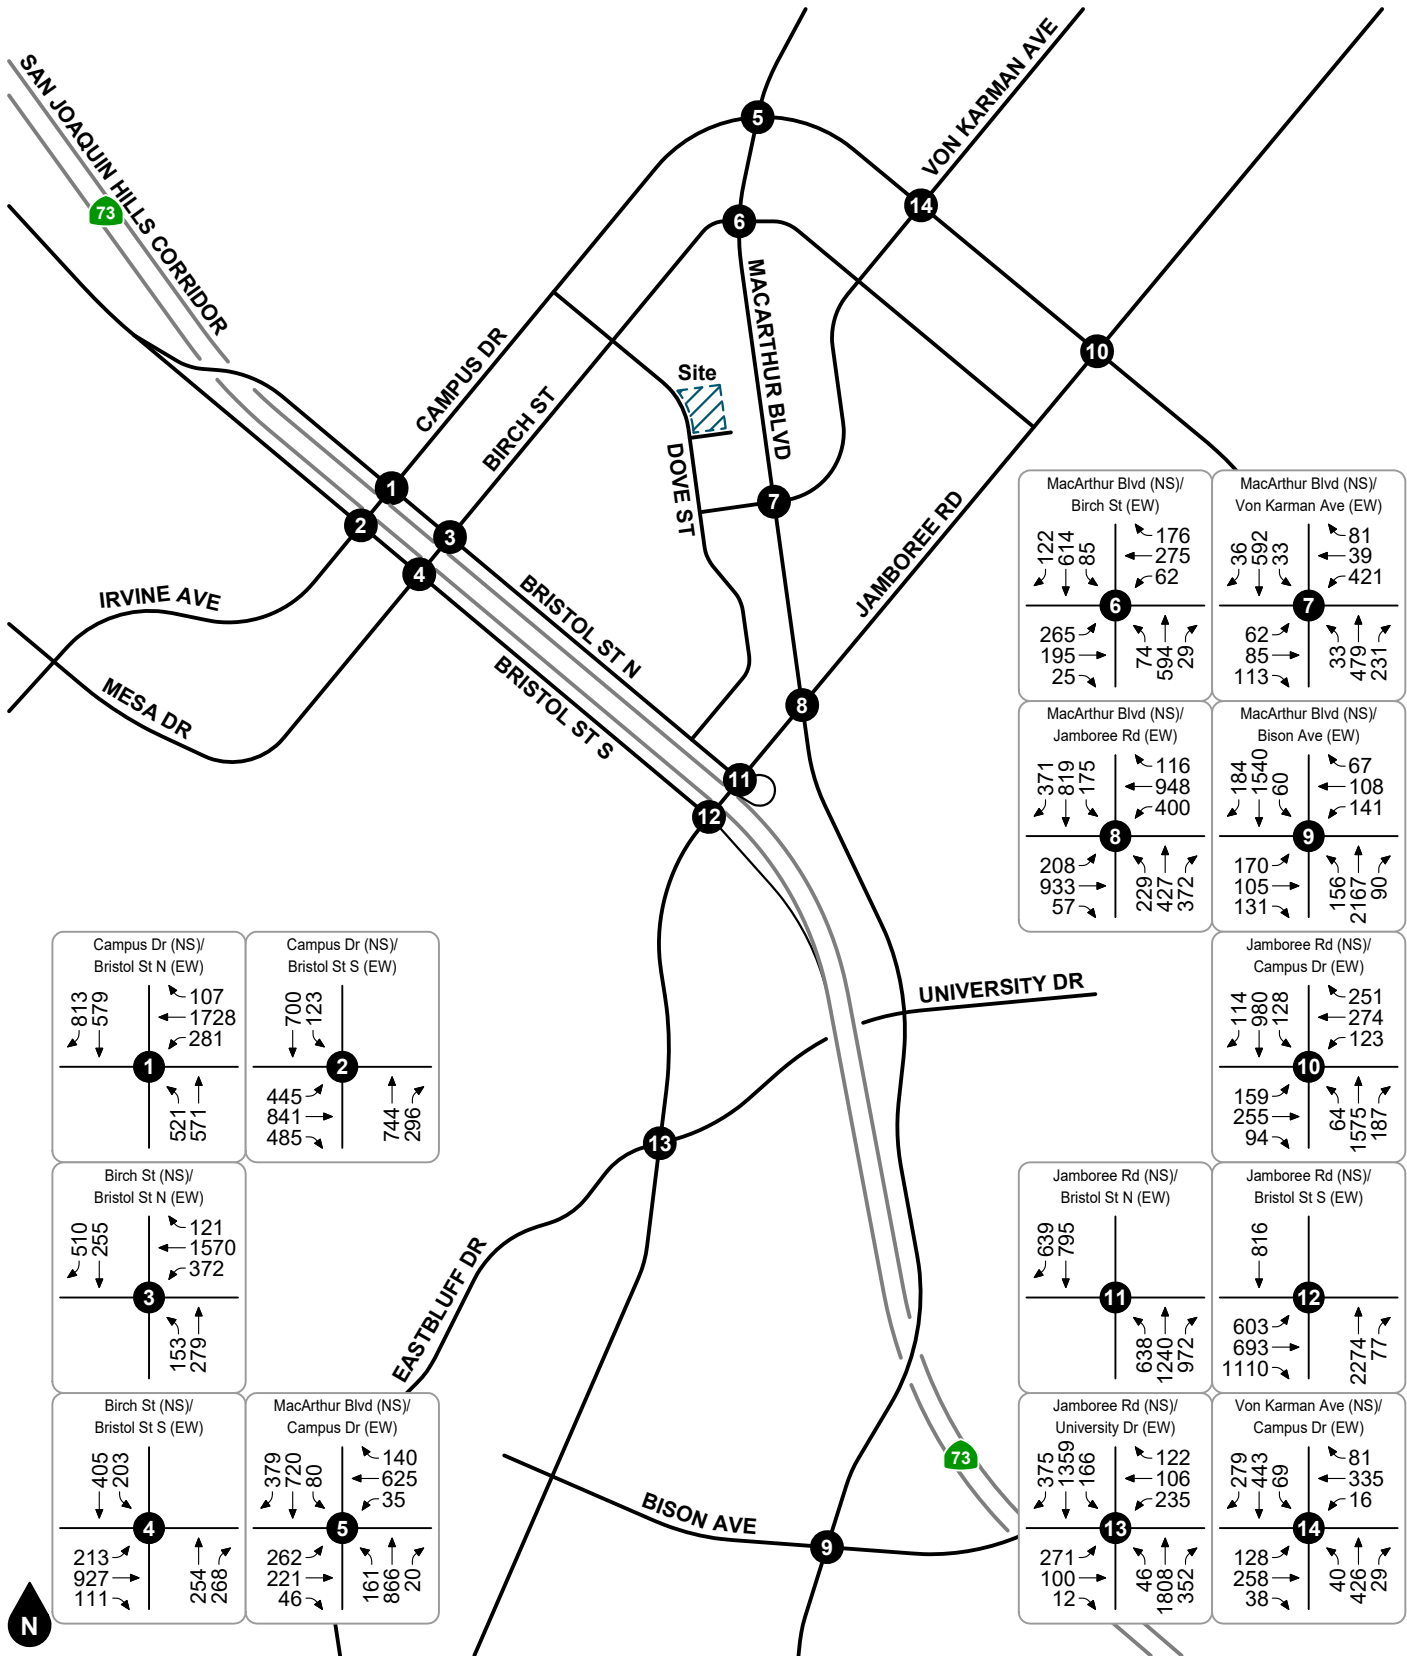 SAN JOAQUIN HILLS CORRIDOR
73
VON KARMAN AVE
5
14
6
MACARTHUR BLVD
10
CAMPUS DR
Site
BIRCH ST
DOVE ST
1
2
3
4
7
JAMBOREE RD
IRVINE AVE
BRISTOL ST N
MESA DR
BRISTOL ST S
8
11
12
UNIVERSITY DR
13
EASTBLUFF DR
BISON AVE
9
73
N
MacArthur Blvd (NS)/
Birch St (EW)
122 614 85
176
275
62
6
265
195
25
74 594 29
MacArthur Blvd (NS)/
Von Karman Ave (EW)
36 592 33
81
39
421
7
62
85
113
33 479 231
MacArthur Blvd (NS)/
Jamboree Rd (EW)
371 819 175
116
948
400
8
208
933
57
229 427 372
MacArthur Blvd (NS)/
Bison Ave (EW)
184 1540 60
67
108
141
9
170
105
131
156 2167 90
Campus Dr (NS)/
Bristol St N (EW)
813 579
107
1728
281
1
521 571
Campus Dr (NS)/
Bristol St S (EW)
700 123
2
445
841
485
744 296
Jamboree Rd (NS)/
Campus Dr (EW)
114 980 128
251
274
123
10
159
255
94
64 1575 187
Birch St (NS)/
Bristol St N (EW)
510 255
121
1570
372
3
153 279
Jamboree Rd (NS)/
Bristol St N (EW)
639 795
11
638 1240 972
Jamboree Rd (NS)/
Bristol St S (EW)
816
12
603
693
1110
2274 77
Birch St (NS)/
Bristol St S (EW)
405 203
4
213
927
111
254 268
MacArthur Blvd (NS)/
Campus Dr (EW)
379 720 80
140
625
35
5
262
221
46
161 866 20
Jamboree Rd (NS)/
University Dr (EW)
375 1359 166
122
106
235
13
271
100
12
46 1808 352
Von Karman Ave (NS)/
Campus Dr (EW)
279 443 69
81
335
16
14
128
258
38
40 426 29